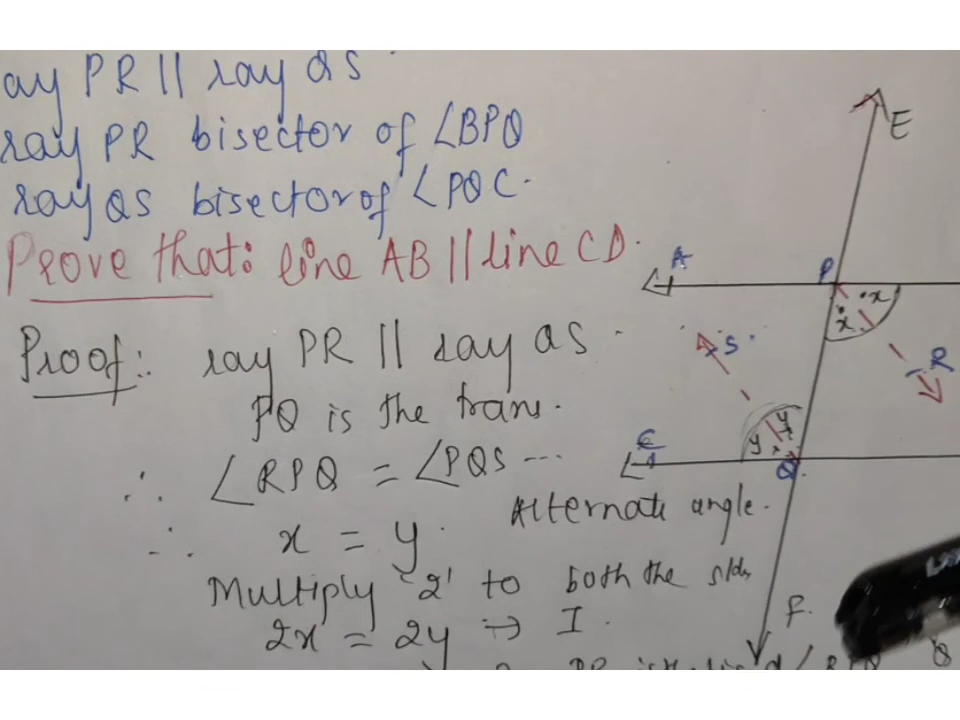 ay PR || ray QS
ray PR bisector of ∠BPQ
ray QS bisector of ∠PQC.
Prove that: line AB || line CD.
Proof: ray PR || ray QS.
PQ is the trans.
∴ ∠RPQ = ∠PQS ...
Alternate angle.
∴ x = y.
Multiply '2' to both the sides
2x = 2y → I.
E
A
P
x
x
S
R
C
y
y
Q
F.